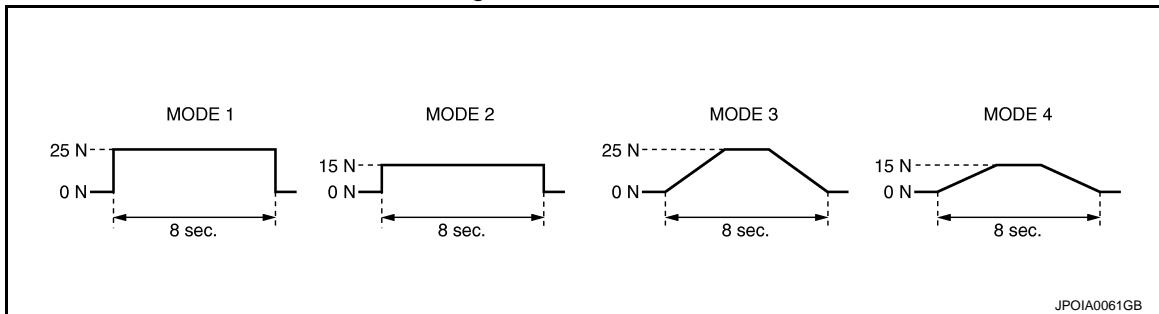 MODE 1
MODE 2
MODE 3
MODE 4
25 N
15 N
25 N
15 N
0 N
0 N
0 N
0 N
8 sec.
8 sec.
8 sec.
8 sec.
JPOIA0061GB